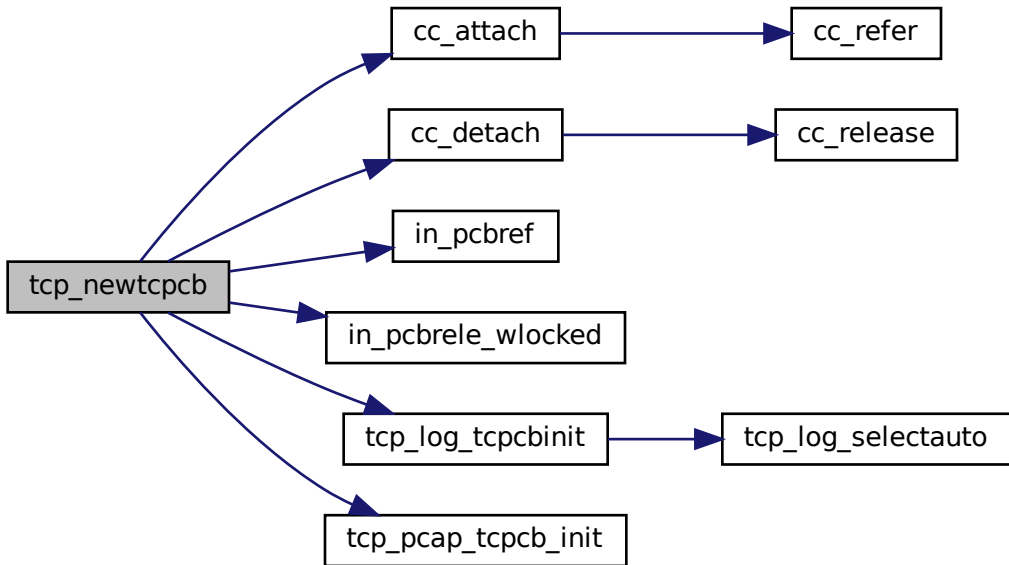 cc_attach
cc_refer
cc_detach
cc_release
in_pcbref
tcp_newtcpcb
in_pcbrele_wlocked
tcp_log_tcpcbinit
tcp_log_selectauto
tcp_pcap_tcpcb_init